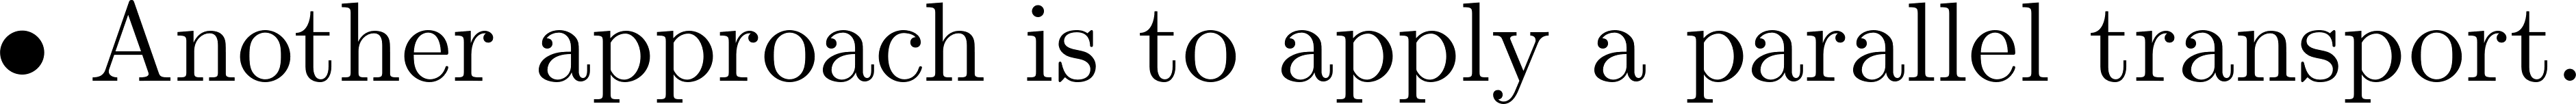 • Another approach is to apply a parallel transport.